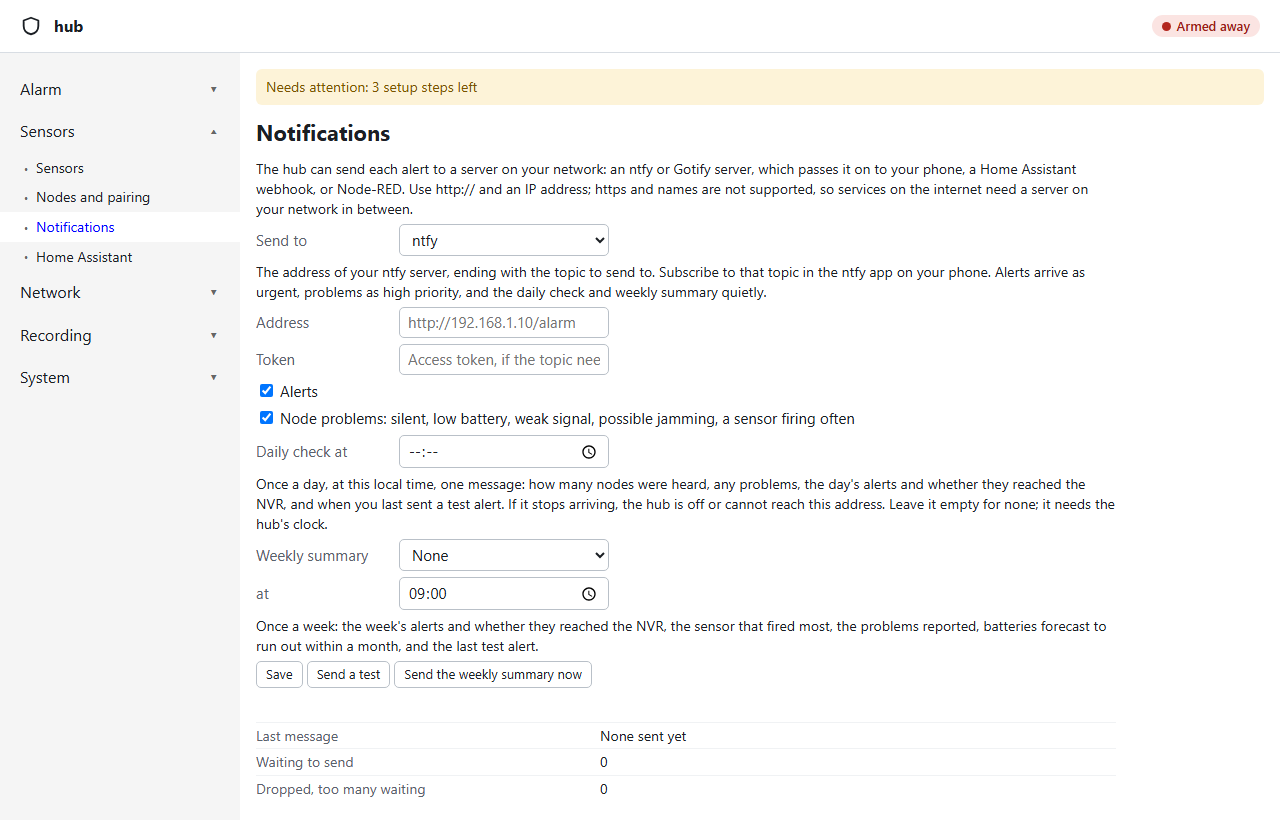 hub
Armed away
Alarm
Sensors
Sensors
Nodes and pairing
Notifications
Home Assistant
Network
Recording
System
Needs attention: 3 setup steps left
Notifications
The hub can send each alert to a server on your network: an ntfy or Gotify server, which passes it on to your phone, a Home Assistant
webhook, or Node-RED. Use http:// and an IP address; https and names are not supported, so services on the internet need a server on
your network in between.
Send to ntfy
The address of your ntfy server, ending with the topic to send to. Subscribe to that topic in the ntfy app on your phone. Alerts arrive as
urgent, problems as high priority, and the daily check and weekly summary quietly.
Address http://192.168.1.10/alarm
Token Access token, if the topic nee
Alerts
Node problems: silent, low battery, weak signal, possible jamming, a sensor firing often
Daily check at --:--
Once a day, at this local time, one message: how many nodes were heard, any problems, the day's alerts and whether they reached the
NVR, and when you last sent a test alert. If it stops arriving, the hub is off or cannot reach this address. Leave it empty for none; it needs the
hub's clock.
Weekly summary None
at 09:00
Once a week: the week's alerts and whether they reached the NVR, the sensor that fired most, the problems reported, batteries forecast to
run out within a month, and the last test alert.
Save Send a test Send the weekly summary now
Last message None sent yet
Waiting to send 0
Dropped, too many waiting 0